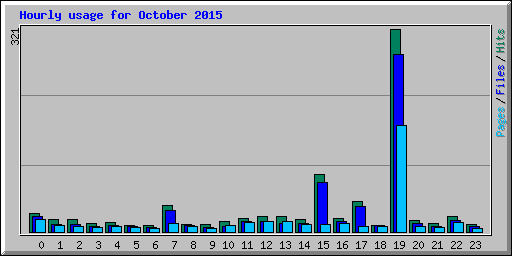 Hourly usage for October 2015
321
Pages/Files/Hits
0 1 2 3 4 5 6 7 8 9 10 11 12 13 14 15 16 17 18 19 20 21 22 23